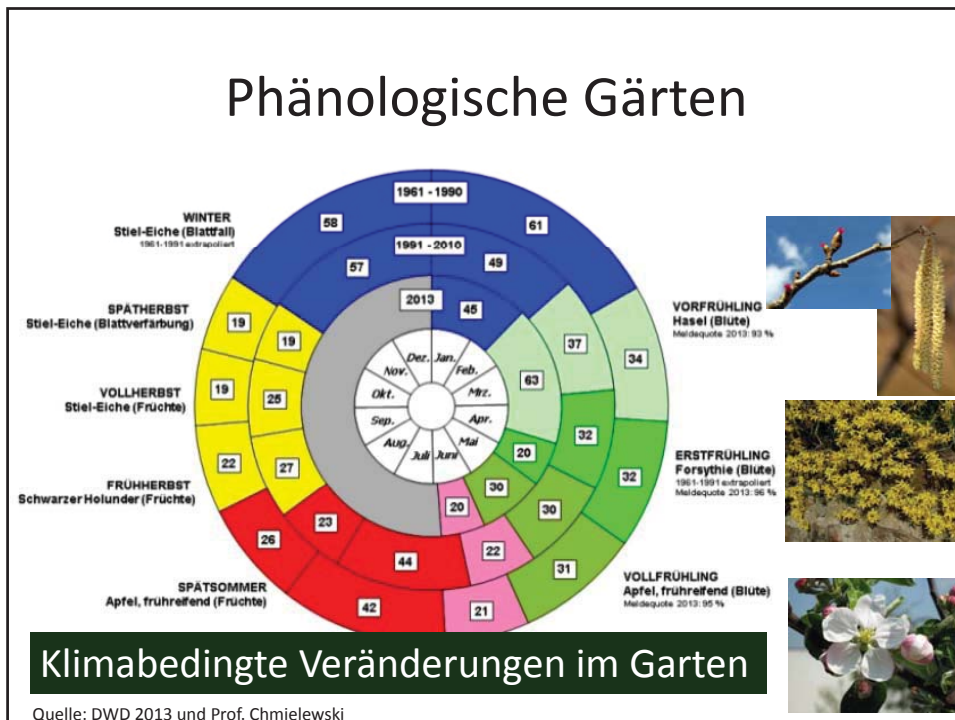 Phänologische Gärten
1961 - 1990
58
61
WINTER
Stiel-Eiche (Blattfall)
1961-1991 extrapoliert
1991 - 2010
57
49
2013
45
SPÄTHERBST
Stiel-Eiche (Blattverfärbung)
19
19
VORFRÜHLING
Hasel (Blüte)
Meldequote 2013: 93 %
37
34
63
Dez. Jan.
Nov. Feb.
Okt. Mrz.
Sep. Apr.
Aug. Mai
Juli Juni
VOLLHERBST
Stiel-Eiche (Früchte)
19
25
32
20
32
ERSTFRÜHLING
Forsythie (Blüte)
1961-1991 extrapoliert
Meldequote 2013: 96 %
FRÜHHERBST
Schwarzer Holunder (Früchte)
22
27
30
20
30
26
23
44
22
31
SPÄTSOMMER
Apfel, frühreifend (Früchte)
42
21
VOLLFRÜHLING
Apfel, frühreifend (Blüte)
Meldequote 2013: 95 %
Klimabedingte Veränderungen im Garten
Quelle: DWD 2013 und Prof. Chmielewski